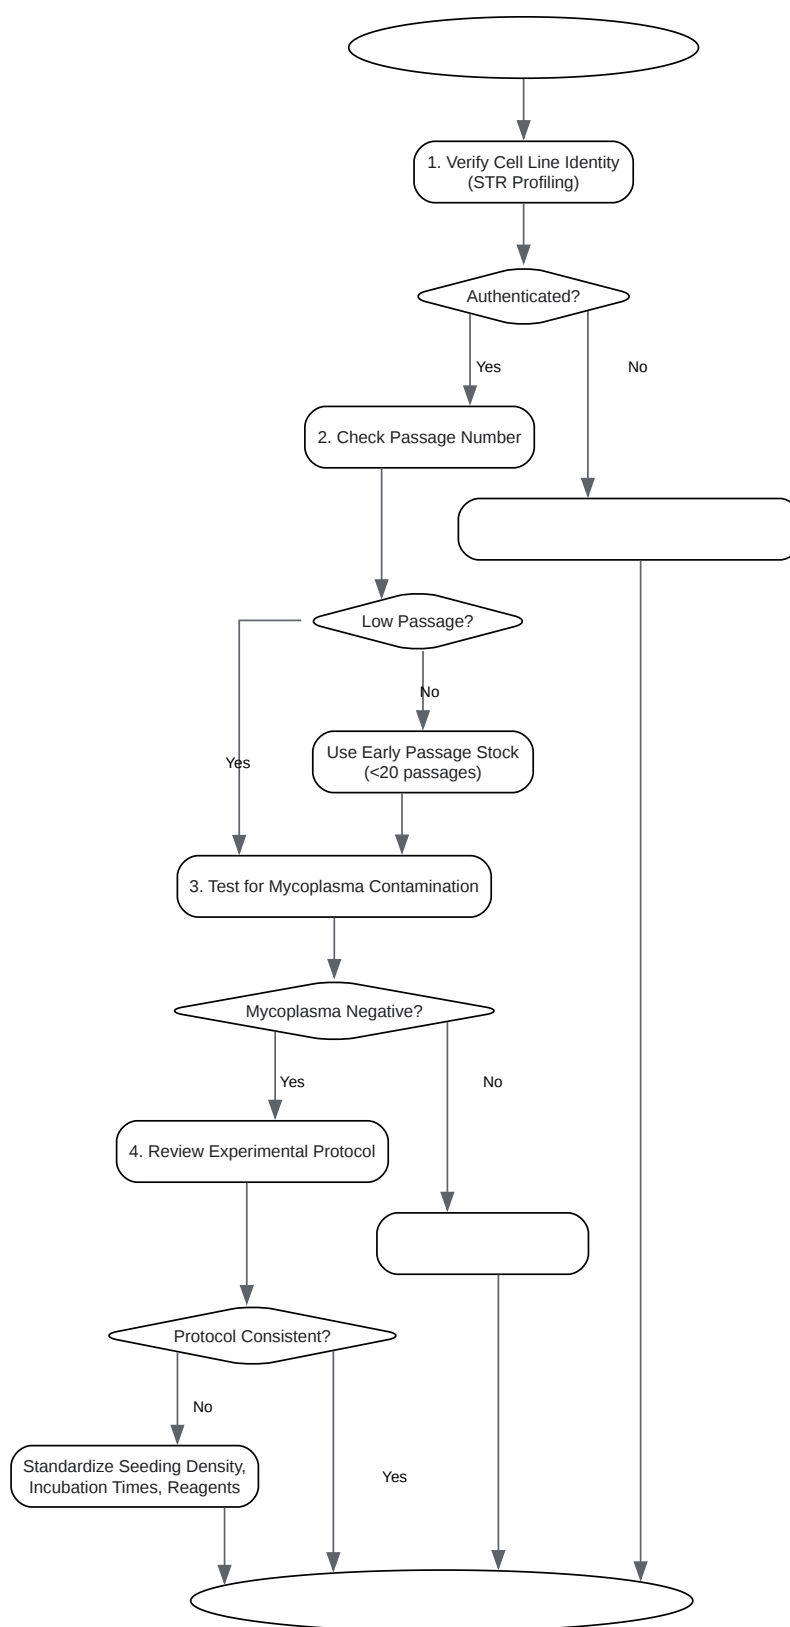 1. Verify Cell Line Identity
(STR Profiling)
Authenticated?
Yes
No
2. Check Passage Number
Low Passage?
No
Use Early Passage Stock
(<20 passages)
Yes
3. Test for Mycoplasma Contamination
Mycoplasma Negative?
Yes
No
4. Review Experimental Protocol
Protocol Consistent?
No
Standardize Seeding Density,
Incubation Times, Reagents
Yes